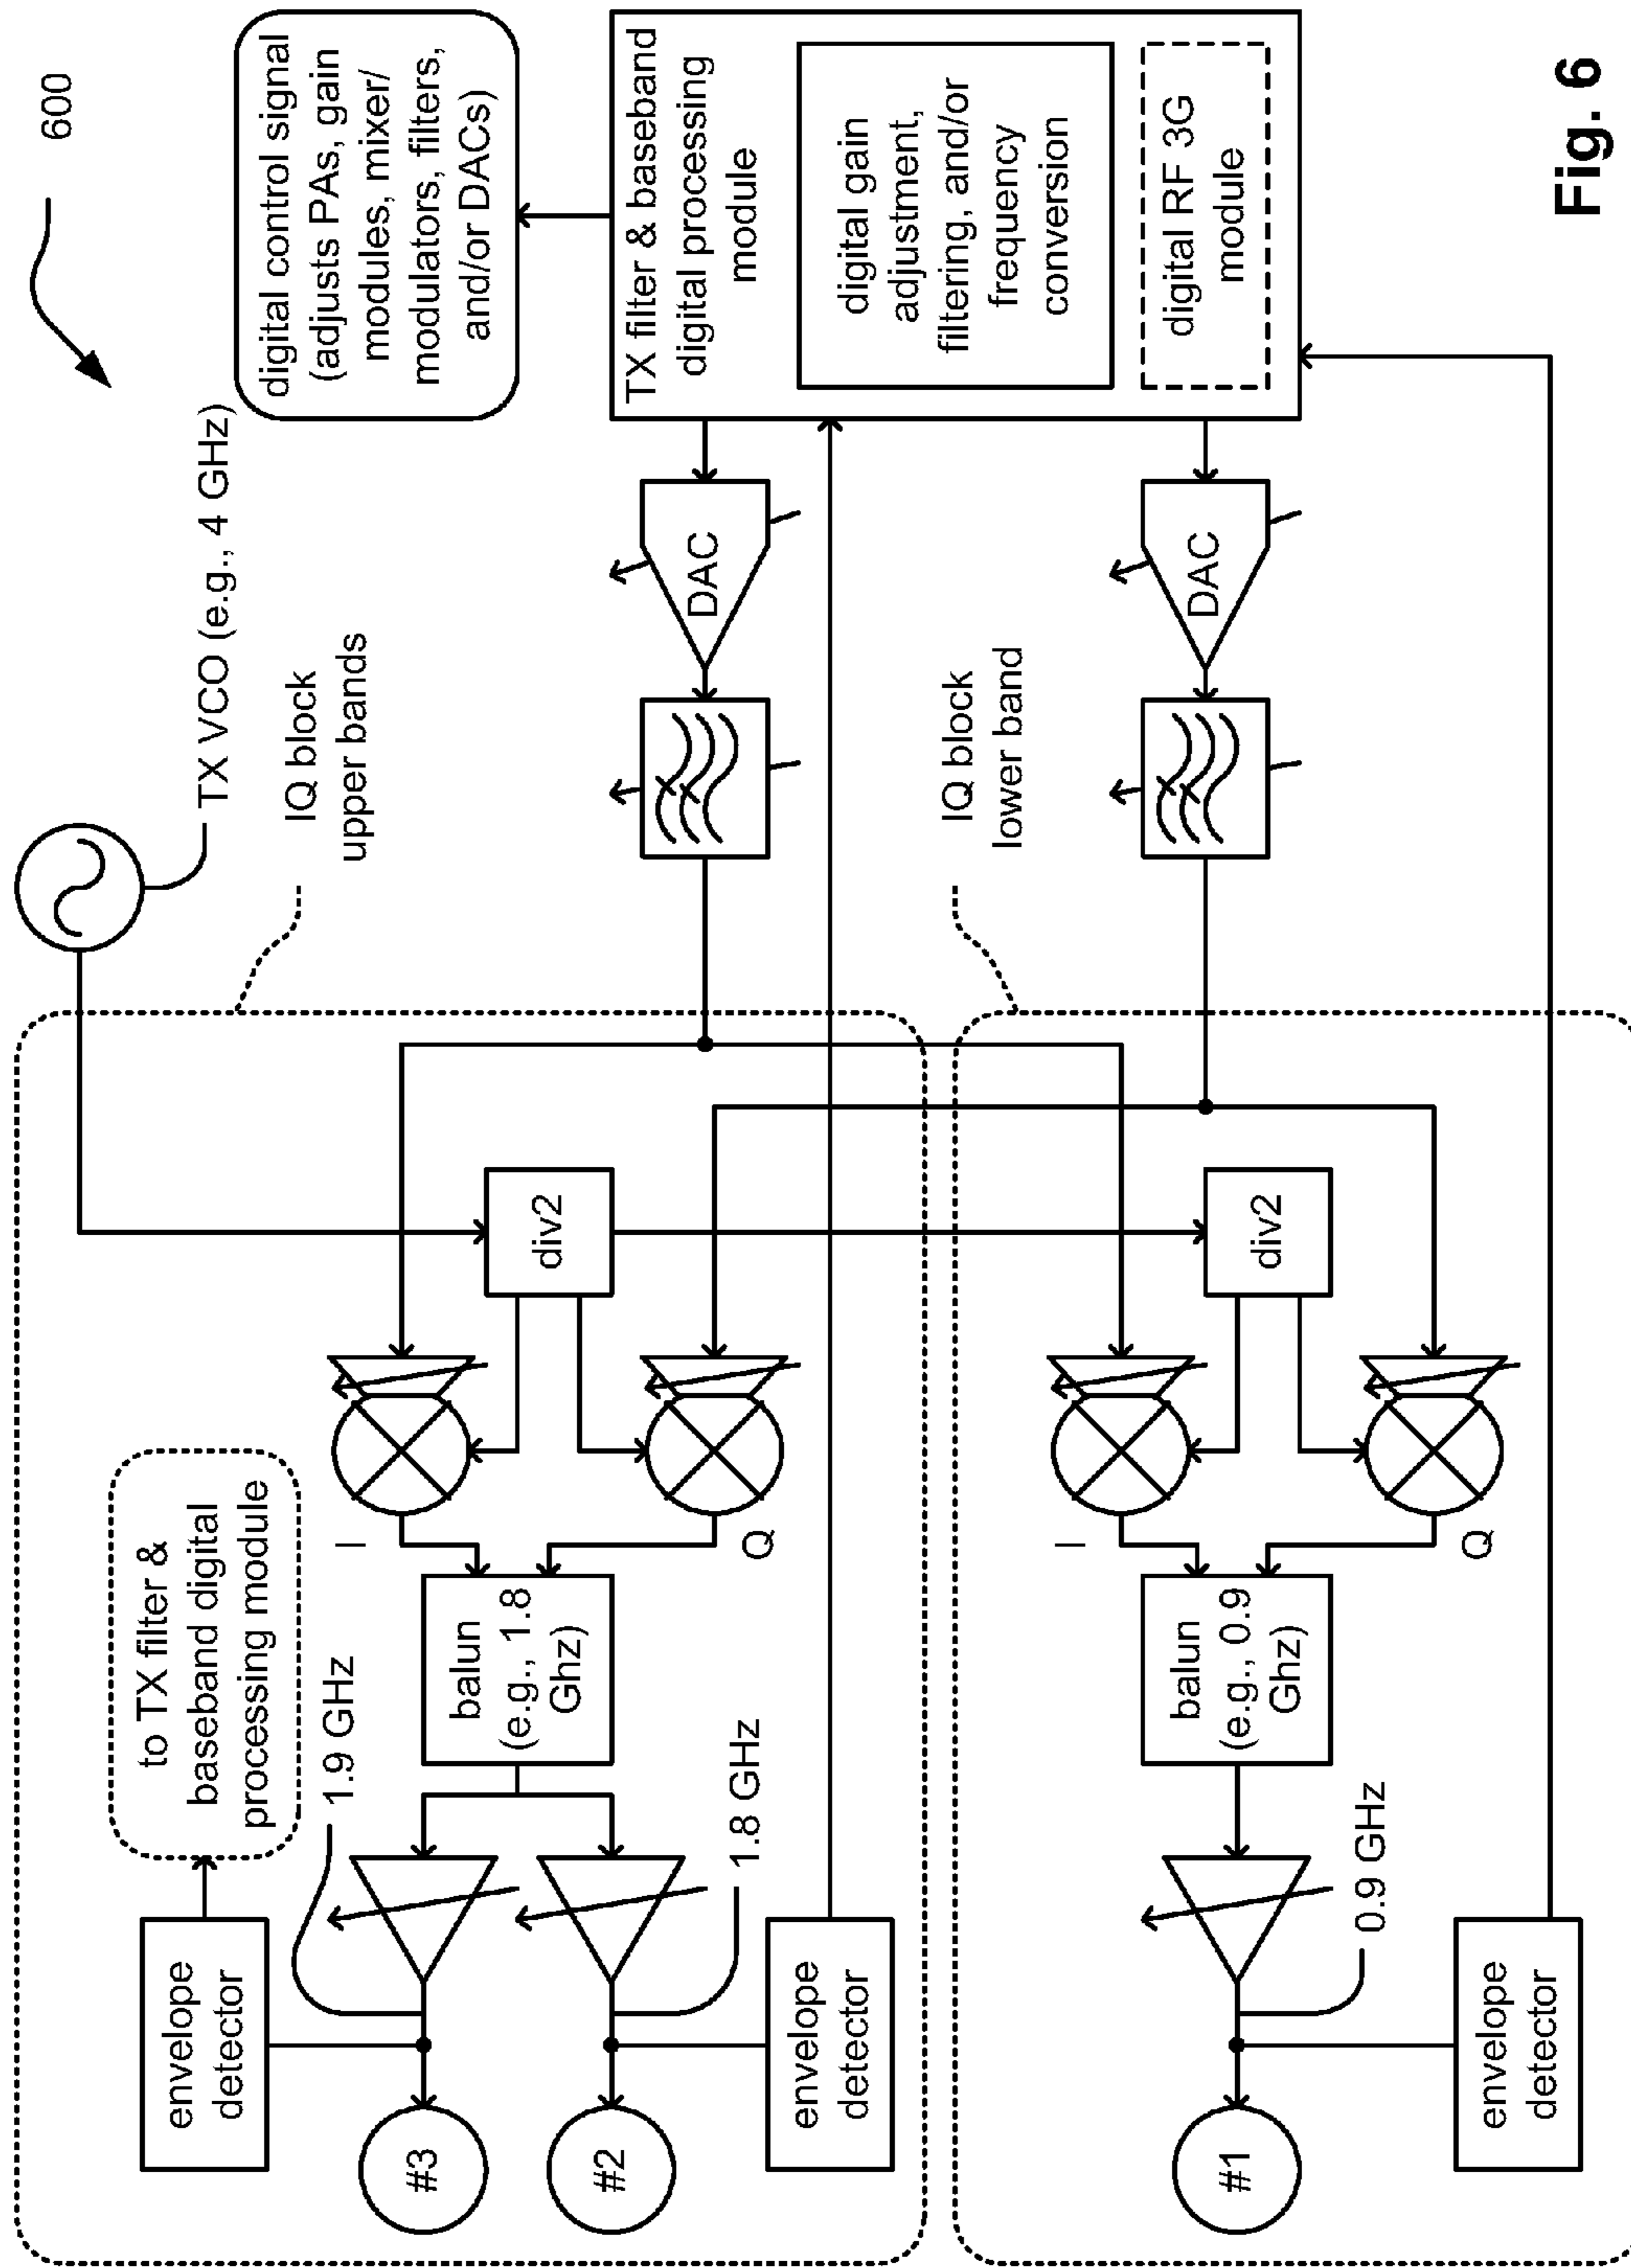 600
TX VCO (e.g., 4 GHz)
digital control signal
(adjusts PAs, gain
modules, mixer/
modulators, filters,
and/or DACs)
to TX filter &
baseband digital
processing module
IQ block
upper bands
envelope
detector
1.9 GHz
#3
#2
balun
(e.g., 1.8
Ghz)
I
Q
div2
DAC
TX filter & baseband
digital processing
module
digital gain
adjustment,
filtering, and/or
frequency
conversion
digital RF 3G
module
1.8 GHz
envelope
detector
IQ block
lower band
#1
balun
(e.g., 0.9
Ghz)
I
Q
div2
DAC
0.9 GHz
envelope
detector
Fig. 6